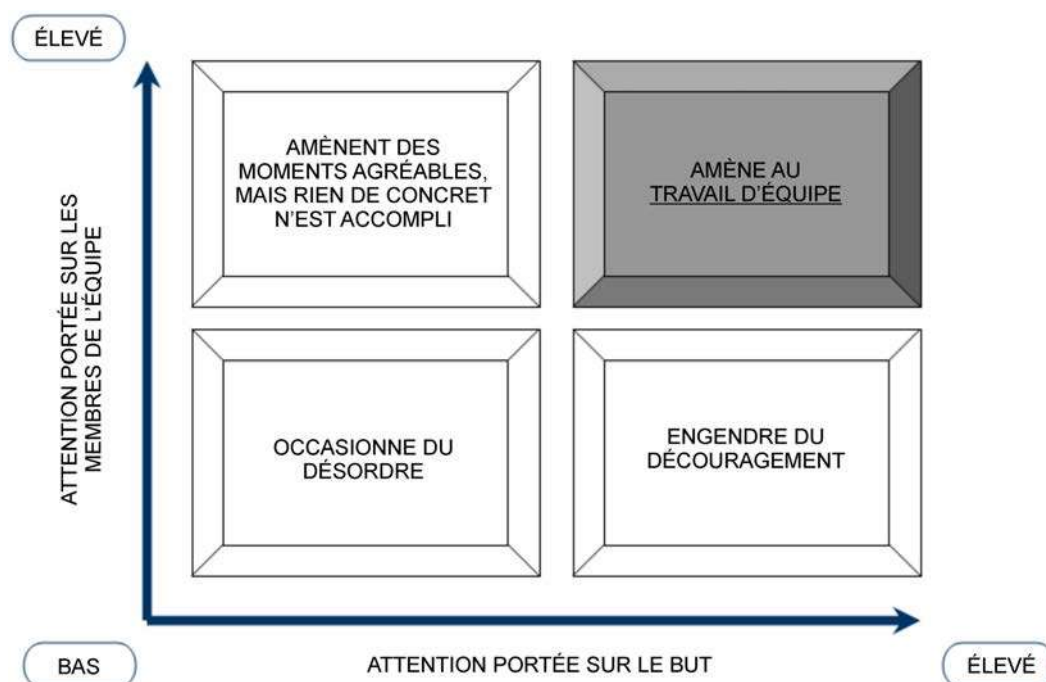 ÉLEVÉ
AMÈNENT DES
MOMENTS AGRÉABLES,
MAIS RIEN DE CONCRET
N'EST ACCOMPLI
AMÈNE AU
TRAVAIL D'ÉQUIPE
ATTENTION PORTÉE SUR LES
MEMBRES DE L'ÉQUIPE
OCCASIONNE DU
DÉSORDRE
ENGENDRE DU
DÉCOURAGEMENT
BAS
ATTENTION PORTÉE SUR LE BUT
ÉLEVÉ